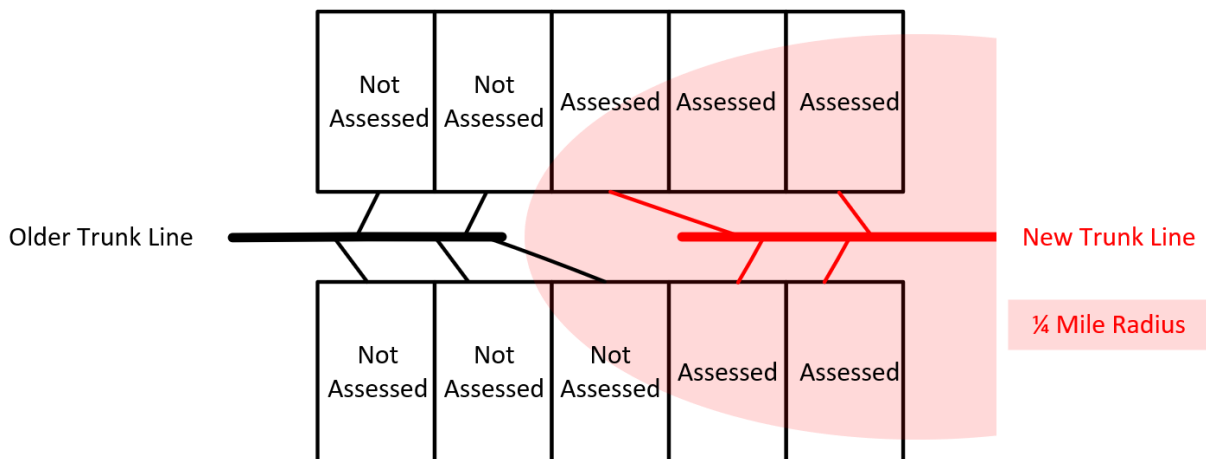 Not
Assessed
Not
Assessed
Assessed
Assessed
Assessed
Older Trunk Line
New Trunk Line
¼ Mile Radius
Not
Assessed
Not
Assessed
Not
Assessed
Assessed
Assessed